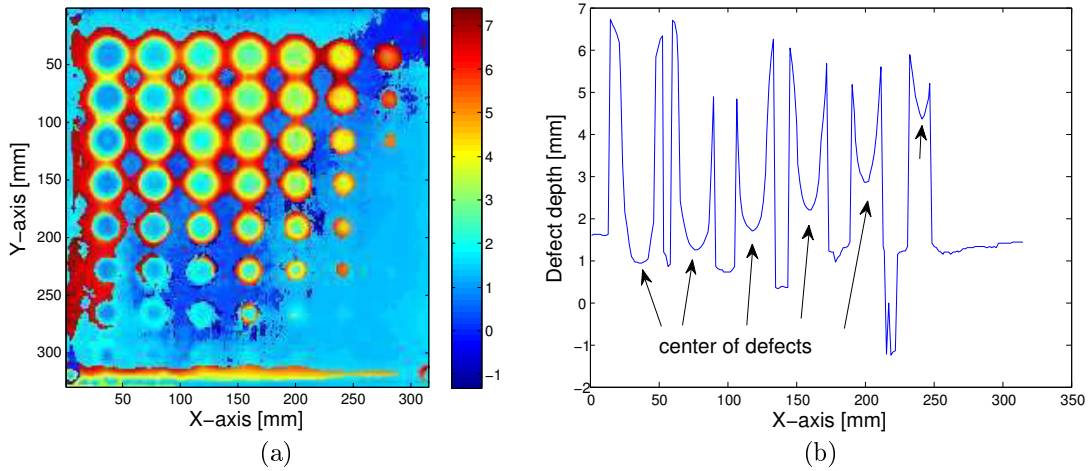 50
100
150
200
250
300
50 100 150 200 250 300
Y−axis [mm]
X−axis [mm]
7
6
5
4
3
2
1
0
−1
(a)
7
6
5
4
3
2
1
0
−1
−2
0 50 100 150 200 250 300 350
Defect depth [mm]
center of defects
X−axis [mm]
(b)